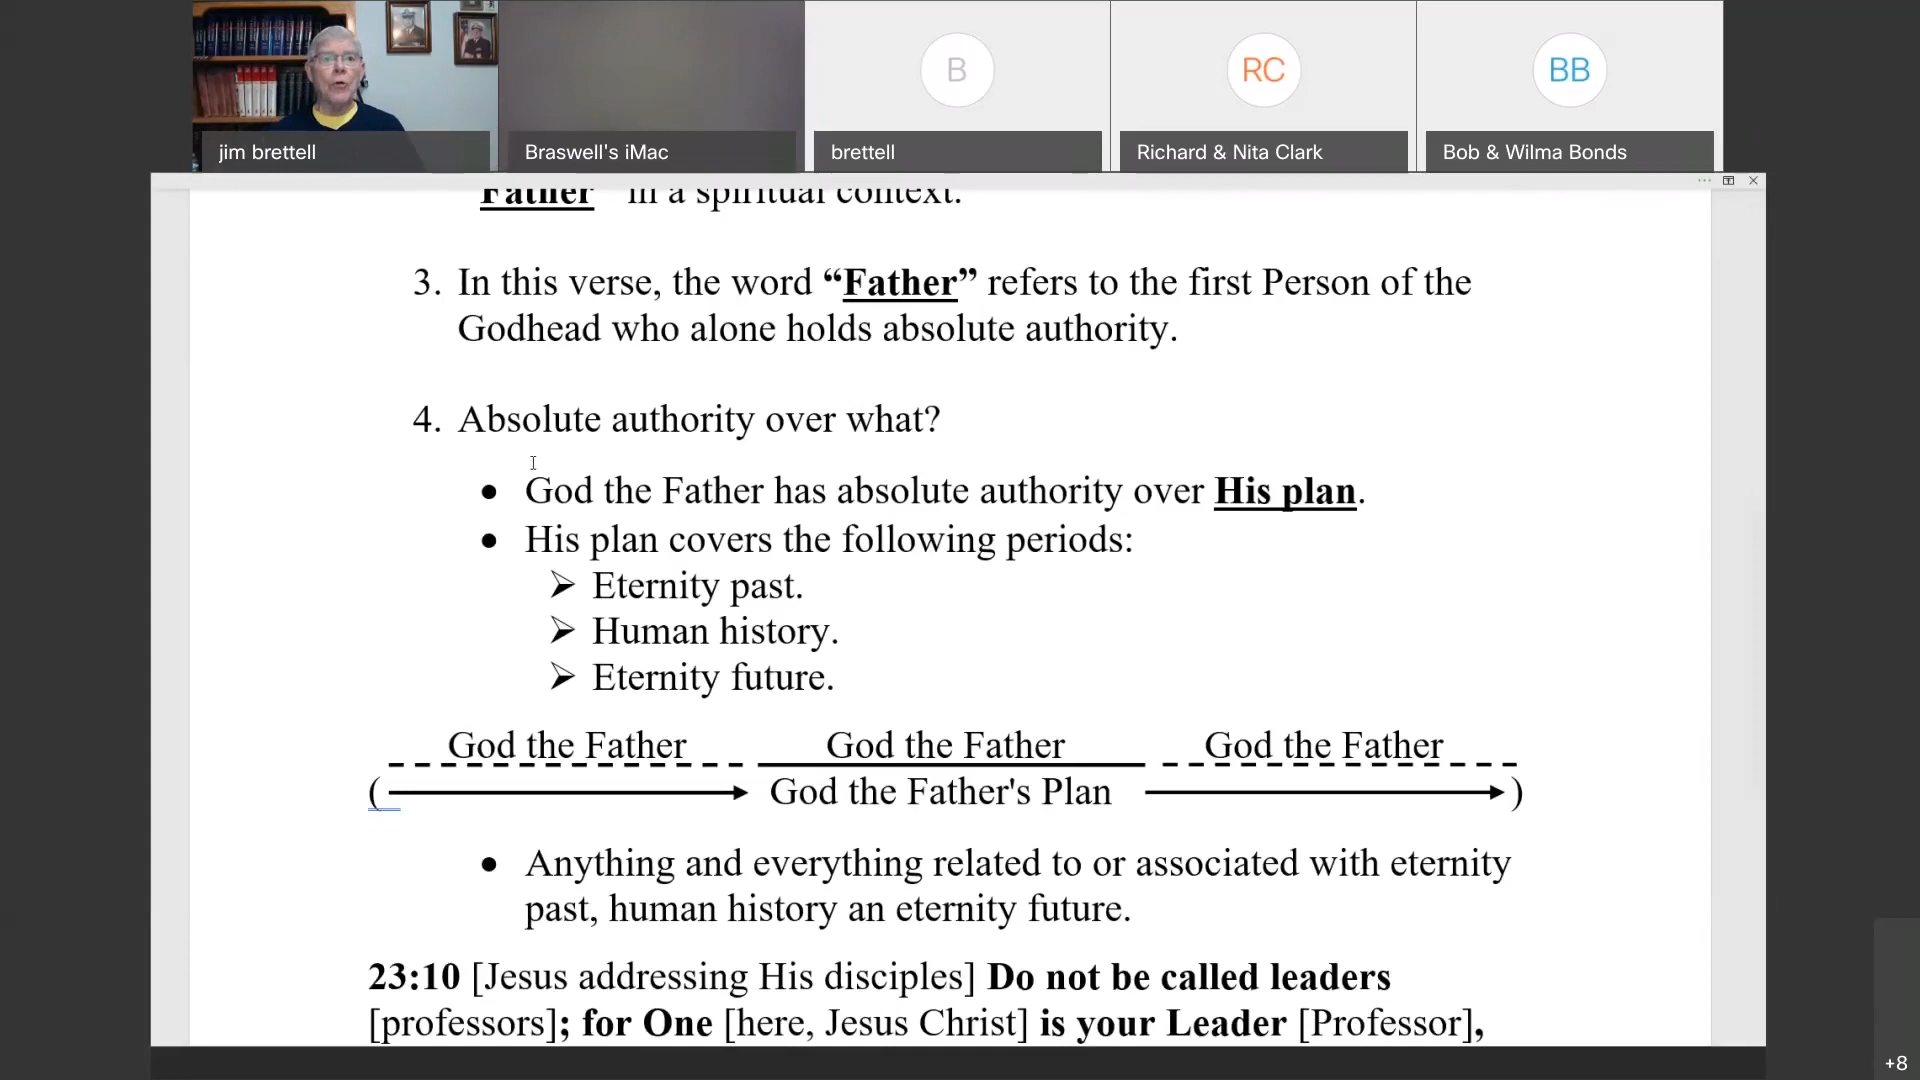 B
RC
BB
jim brettell
Braswell's iMac
brettell
Richard & Nita Clark
Bob & Wilma Bonds
Father in a spiritual context.
3. In this verse, the word “Father” refers to the first Person of the
Godhead who alone holds absolute authority.
4. Absolute authority over what?
• God the Father has absolute authority over His plan.
• His plan covers the following periods:
➢ Eternity past.
➢ Human history.
➢ Eternity future.
God the Father God the Father God the Father
( God the Father's Plan )
• Anything and everything related to or associated with eternity
past, human history an eternity future.
23:10 [Jesus addressing His disciples] Do not be called leaders
[professors]; for One [here, Jesus Christ] is your Leader [Professor],
+8